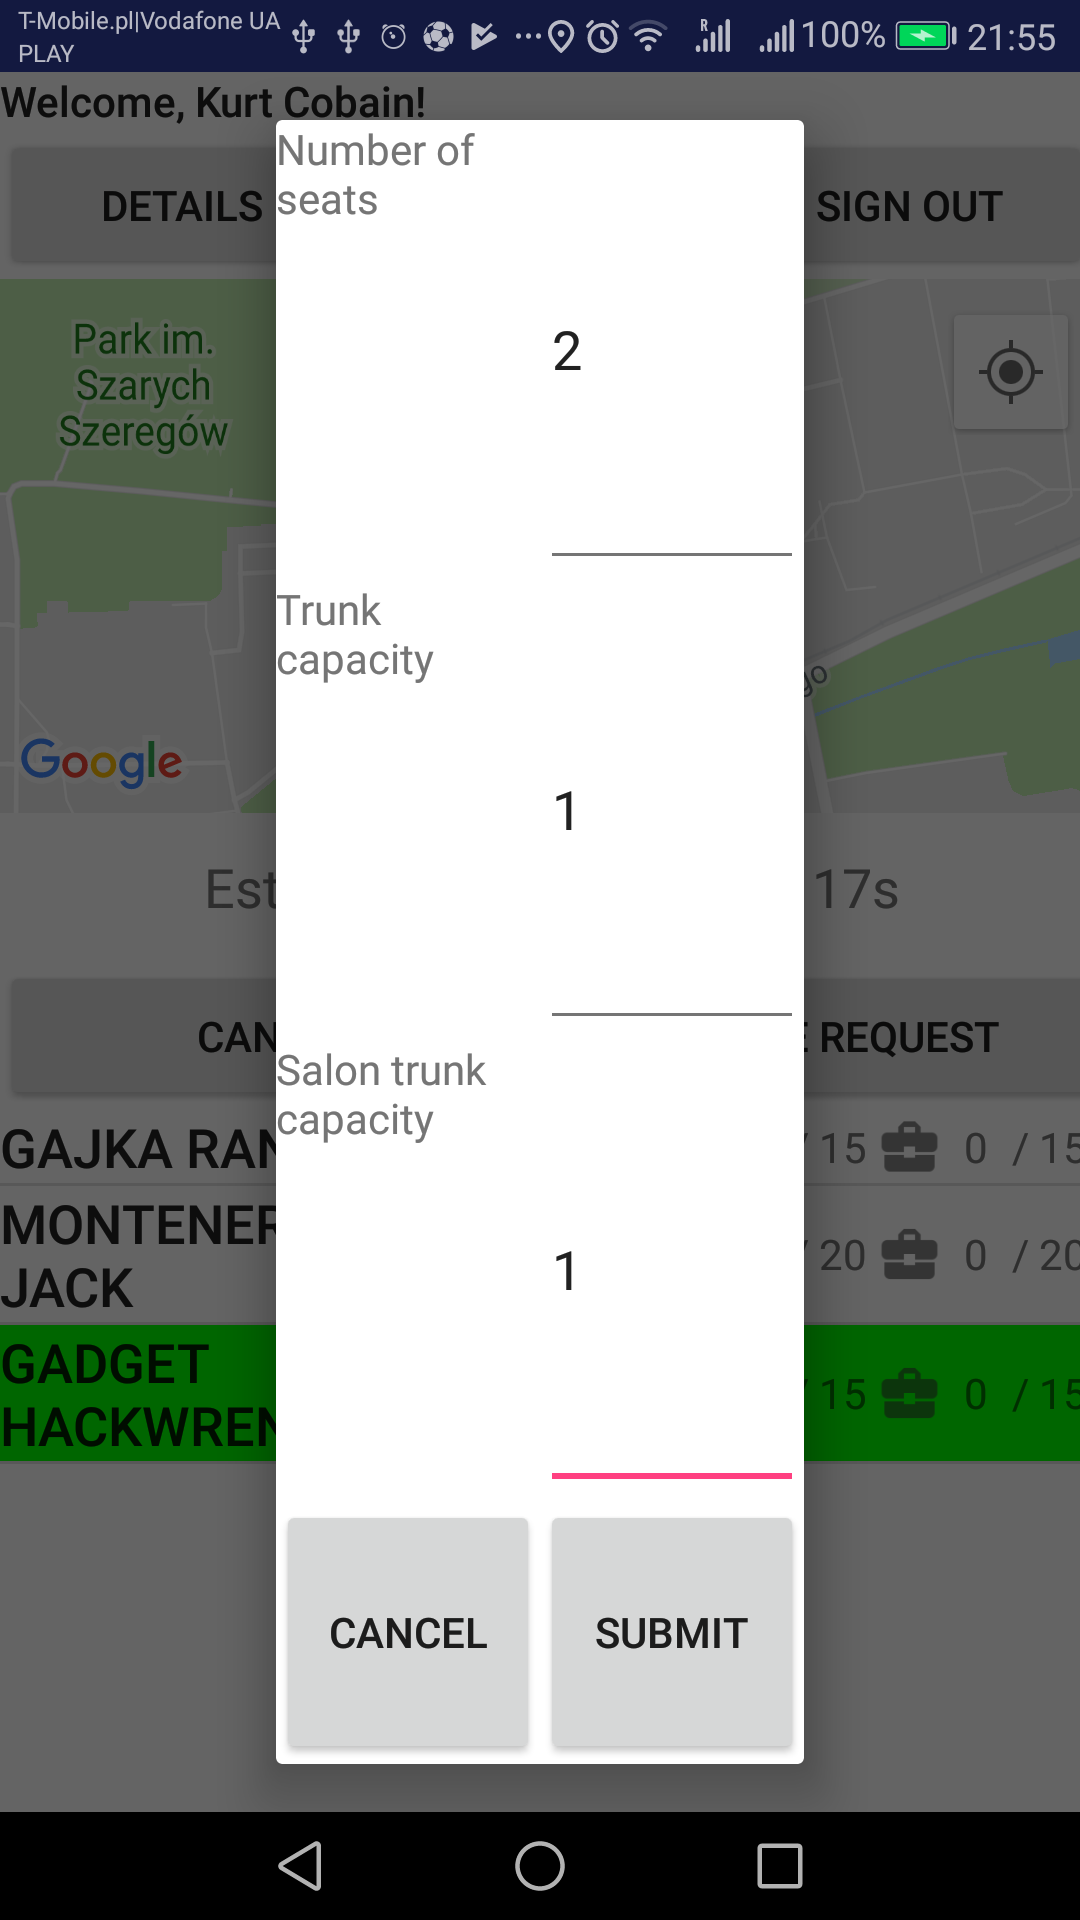 T-Mobile.pl|Vodafone UA
PLAY
R
100%
21:55
Welcome, Kurt Cobain!
DETAILS
SIGN OUT
Number of
seats
2
Park im.
Szarych
Szeregów
Trunk
capacity
go
Google
1
Est
17s
CAN
E REQUEST
Salon trunk
capacity
GAJKA RAN
/ 15
0 / 15
MONTENER
JACK
/ 20
0 / 20
1
GADGET
HACKWREN
/ 15
0 / 15
CANCEL
SUBMIT